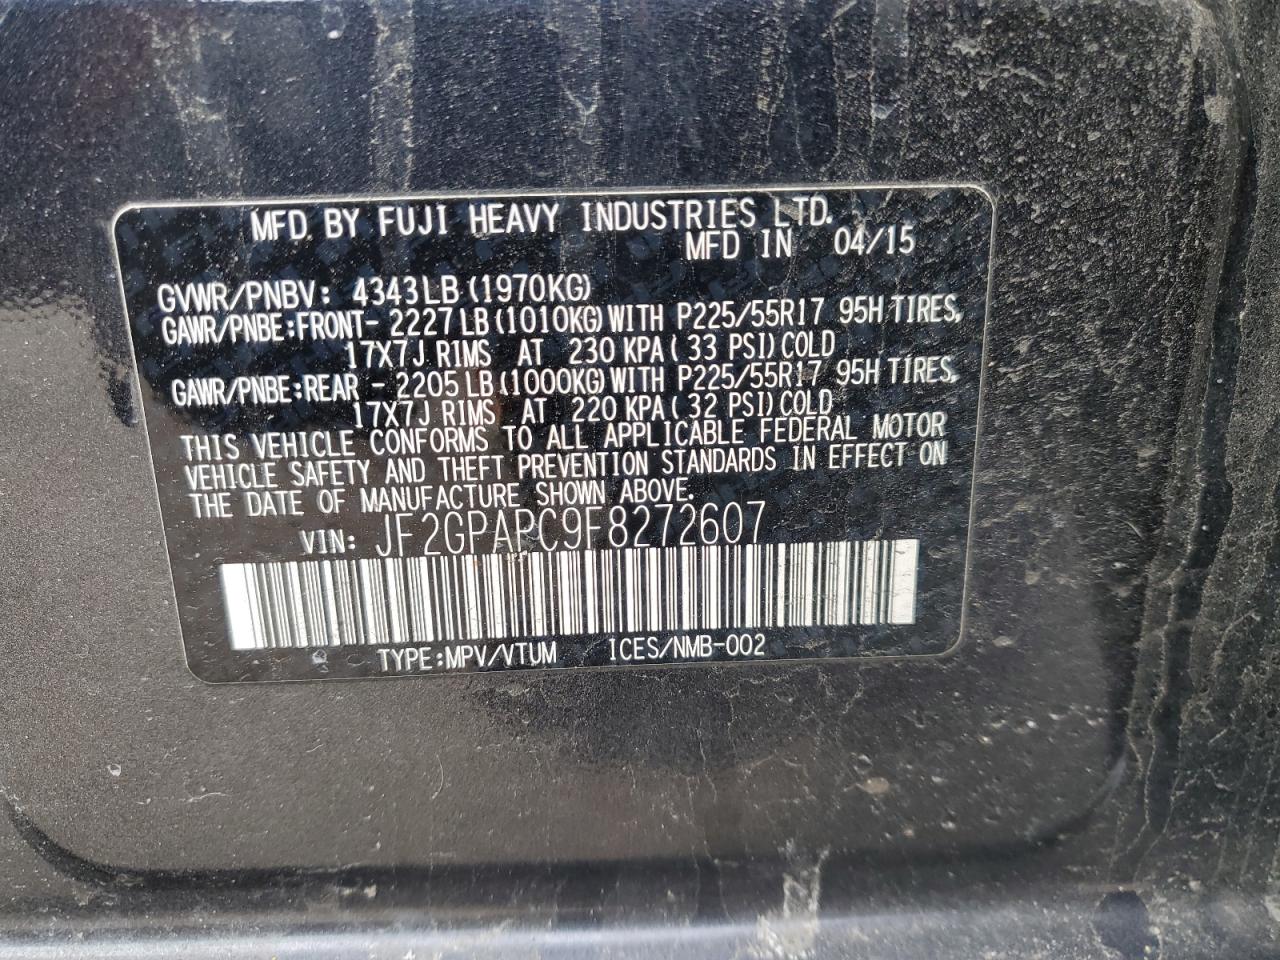 MFD BY FUJI HEAVY INDUSTRIES LTD.
MFD IN 04/15
GVWR/PNBV: 4343LB(1970KG)
GAWR/PNBE:FRONT- 2227LB(1010KG)WITH P225/55R17 95H TIRES,
17X7J RIMS AT 230 KPA( 33 PSI)COLD
GAWR/PNBE:REAR - 2205LB(1000KG)WITH P225/55R17 95H TIRES,
17X7J RIMS AT 220 KPA( 32 PSI)COLD
THIS VEHICLE CONFORMS TO ALL APPLICABLE FEDERAL MOTOR
VEHICLE SAFETY AND THEFT PREVENTION STANDARDS IN EFFECT ON
THE DATE OF MANUFACTURE SHOWN ABOVE.
VIN: JF2GPAPC9F8272607
TYPE:MPV/VTUM ICES/NMB-002